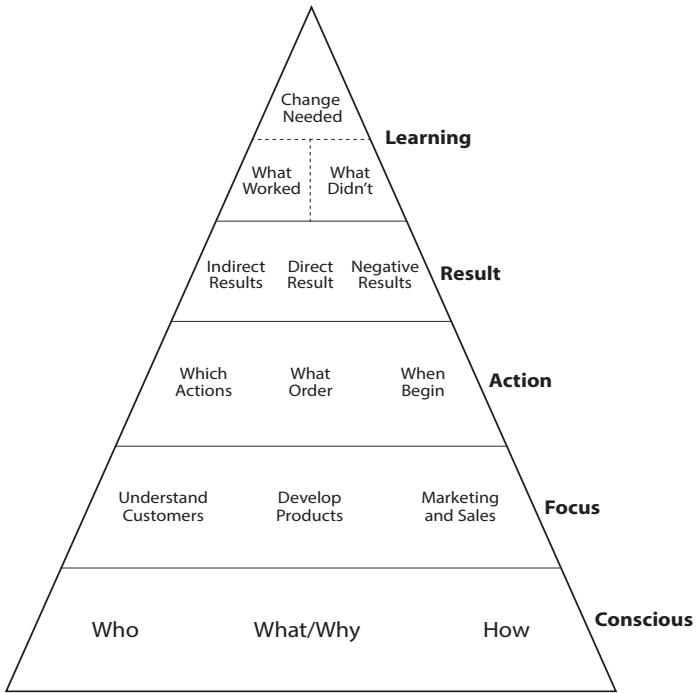 Change
Needed
Learning
What
Worked
What
Didn't
Indirect
Results
Direct
Result
Negative
Results
Result
Which
Actions
What
Order
When
Begin
Action
Understand
Customers
Develop
Products
Marketing
and Sales
Focus
Who
What/Why
How
Conscious